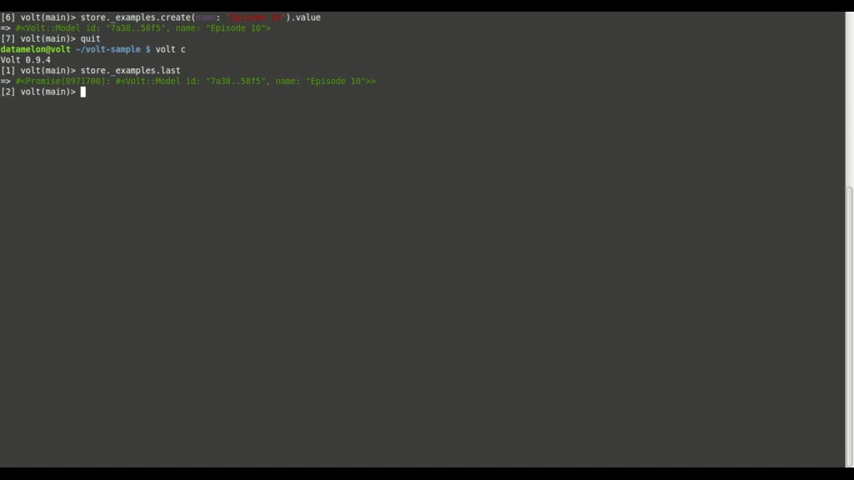 [6] volt(main)> store._examples.create(name: 'Episode 10').value
=> #<Volt::Model id: "7a38..58f5", name: "Episode 10">
[7] volt(main)> quit
datamelon@volt ~/volt-sample $ volt c
Volt 0.9.4
[1] volt(main)> store._examples.last
=> #<Promise(8971700): #<Volt::Model id: "7a38..58f5", name: "Episode 10">>
[2] volt(main)>